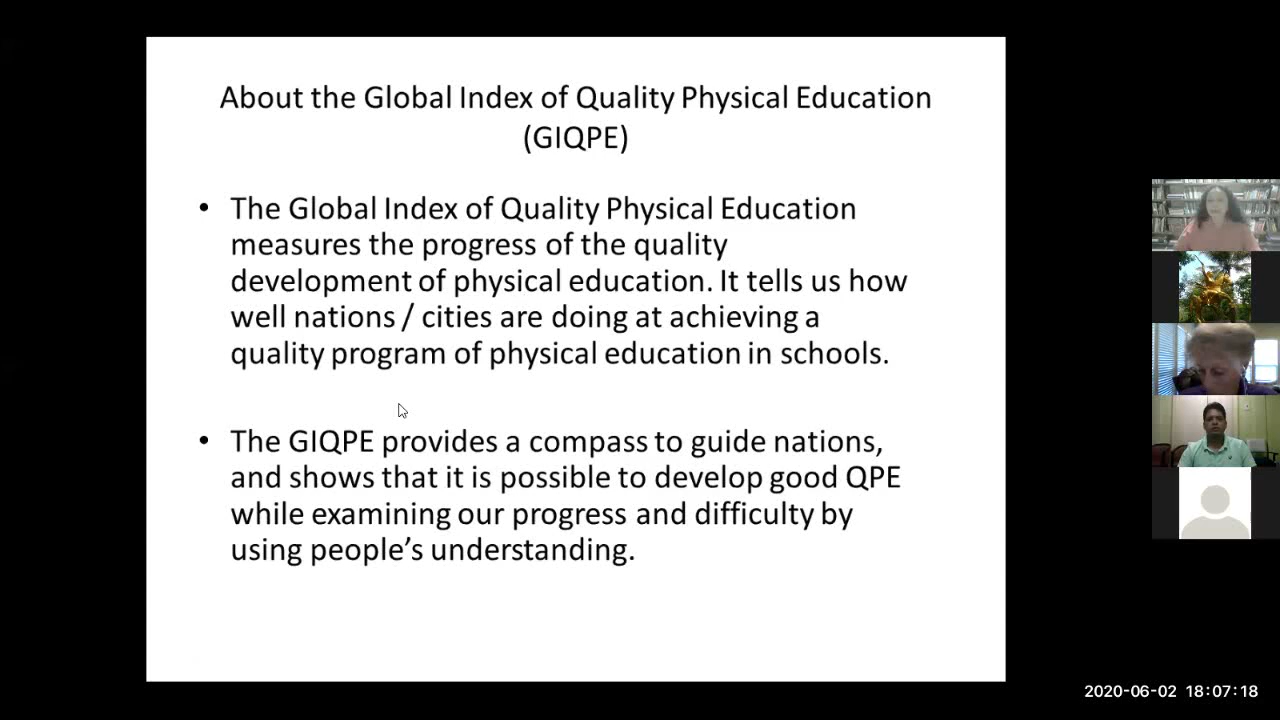 About the Global Index of Quality Physical Education
(GIQPE)
• The Global Index of Quality Physical Education
measures the progress of the quality
development of physical education. It tells us how
well nations / cities are doing at achieving a
quality program of physical education in schools.
• The GIQPE provides a compass to guide nations,
and shows that it is possible to develop good QPE
while examining our progress and difficulty by
using people’s understanding.
2020-06-02 18:07:18